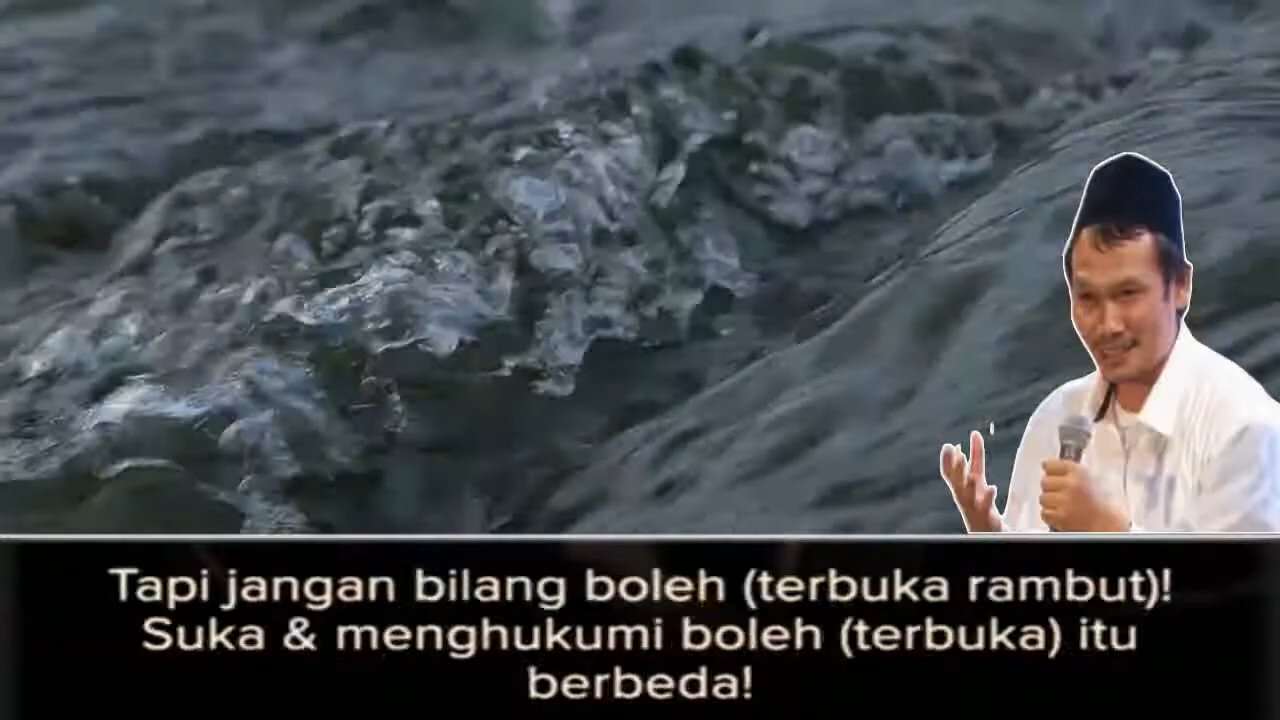 Tapi jangan bilang boleh (terbuka rambut)!
Suka & menghukumi boleh (terbuka) itu
berbeda!